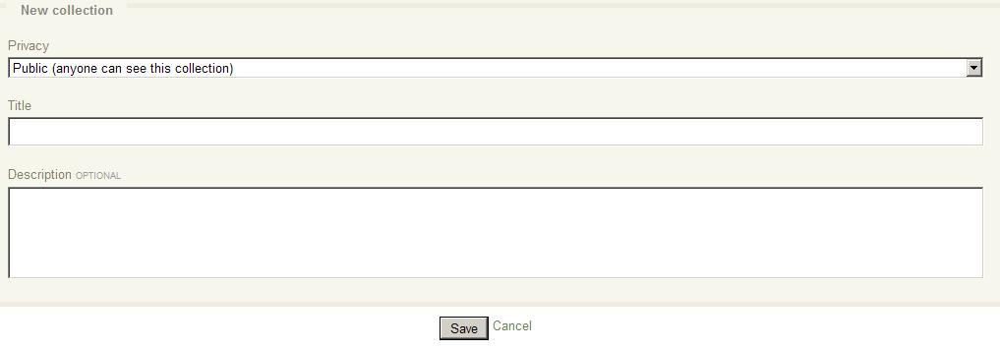 New collection
Privacy
Public (anyone can see this collection)
Title
Description OPTIONAL
Save Cancel